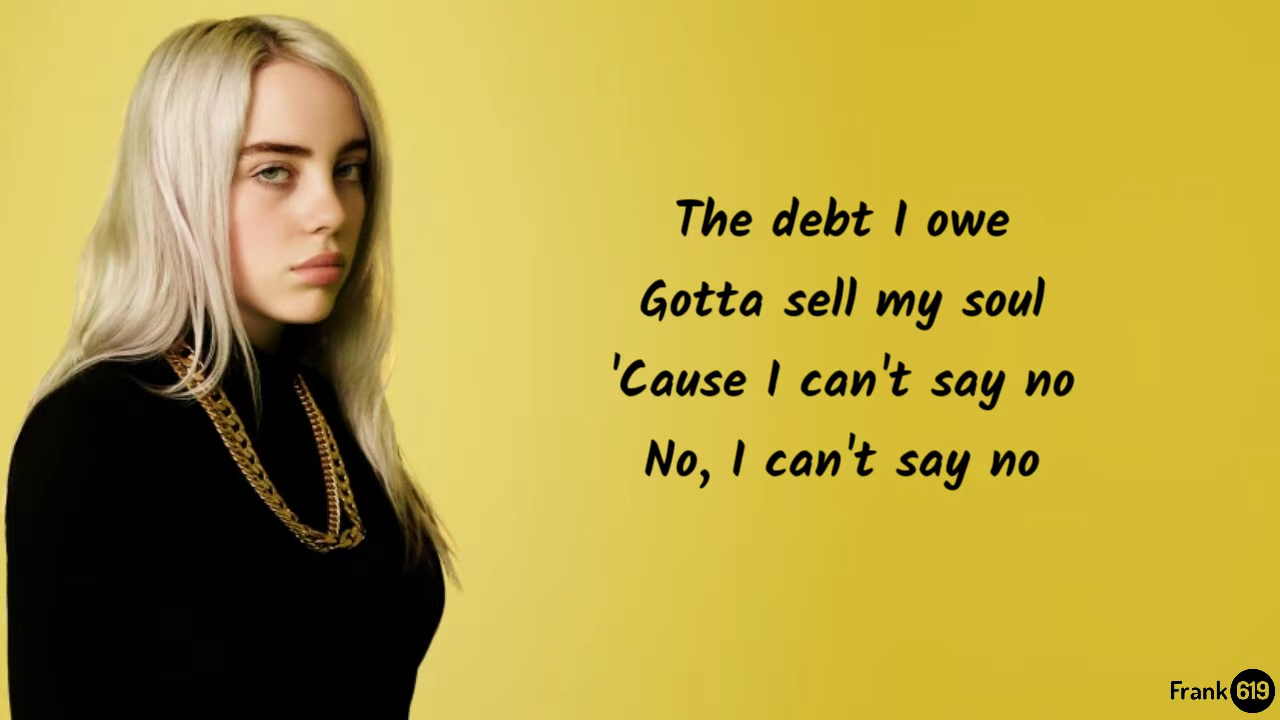 The debt I owe
Gotta sell my soul
'Cause I can't say no
No, I can't say no
Frank 619